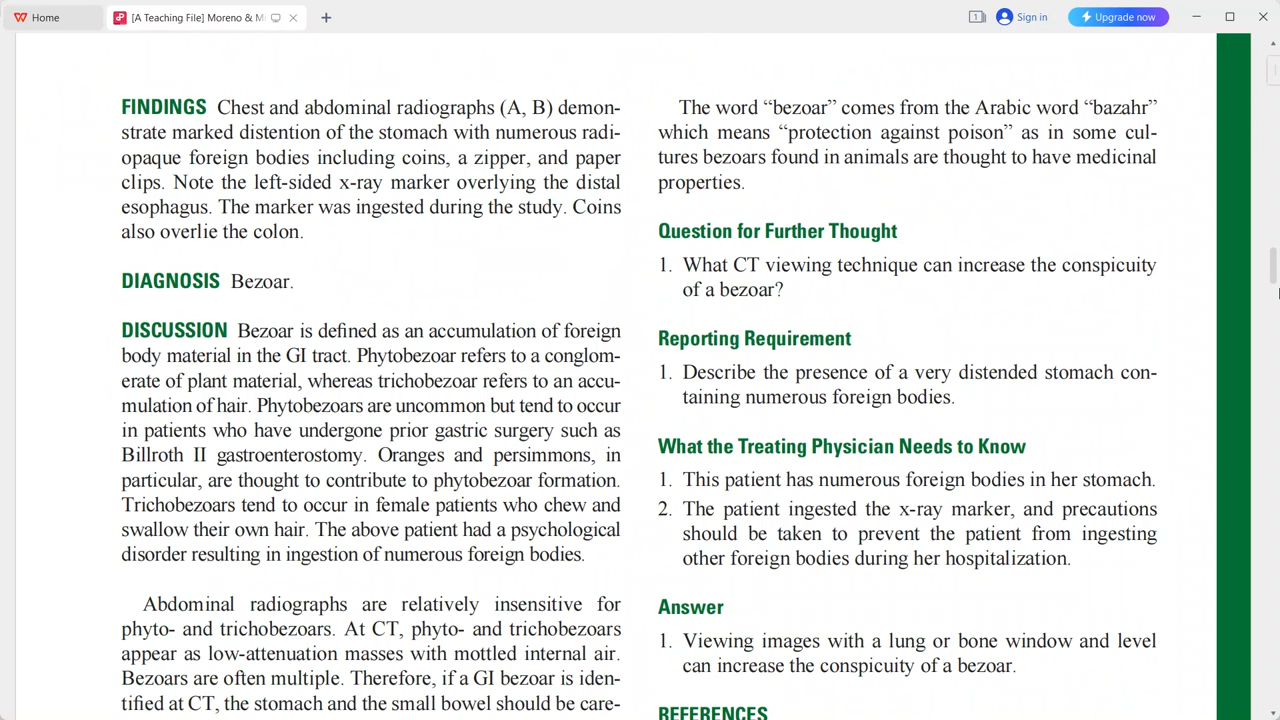 Home
[A Teaching File] Moreno & M
1
Sign in
Upgrade now
FINDINGS Chest and abdominal radiographs (A, B) demon-
strate marked distention of the stomach with numerous radi-
opaque foreign bodies including coins, a zipper, and paper
clips. Note the left-sided x-ray marker overlying the distal
esophagus. The marker was ingested during the study. Coins
also overlie the colon.
DIAGNOSIS Bezoar.
DISCUSSION Bezoar is defined as an accumulation of foreign
body material in the GI tract. Phytobezoar refers to a conglom-
erate of plant material, whereas trichobezoar refers to an accu-
mulation of hair. Phytobezoars are uncommon but tend to occur
in patients who have undergone prior gastric surgery such as
Billroth II gastroenterostomy. Oranges and persimmons, in
particular, are thought to contribute to phytobezoar formation.
Trichobezoars tend to occur in female patients who chew and
swallow their own hair. The above patient had a psychological
disorder resulting in ingestion of numerous foreign bodies.
Abdominal radiographs are relatively insensitive for
phyto- and trichobezoars. At CT, phyto- and trichobezoars
appear as low-attenuation masses with mottled internal air.
Bezoars are often multiple. Therefore, if a GI bezoar is iden-
tified at CT, the stomach and the small bowel should be care-
The word “bezoar” comes from the Arabic word “bazahr”
which means “protection against poison” as in some cul-
tures bezoars found in animals are thought to have medicinal
properties.
Question for Further Thought
1. What CT viewing technique can increase the conspicuity
of a bezoar?
Reporting Requirement
1. Describe the presence of a very distended stomach con-
taining numerous foreign bodies.
What the Treating Physician Needs to Know
1. This patient has numerous foreign bodies in her stomach.
2. The patient ingested the x-ray marker, and precautions
should be taken to prevent the patient from ingesting
other foreign bodies during her hospitalization.
Answer
1. Viewing images with a lung or bone window and level
can increase the conspicuity of a bezoar.
REFERENCES